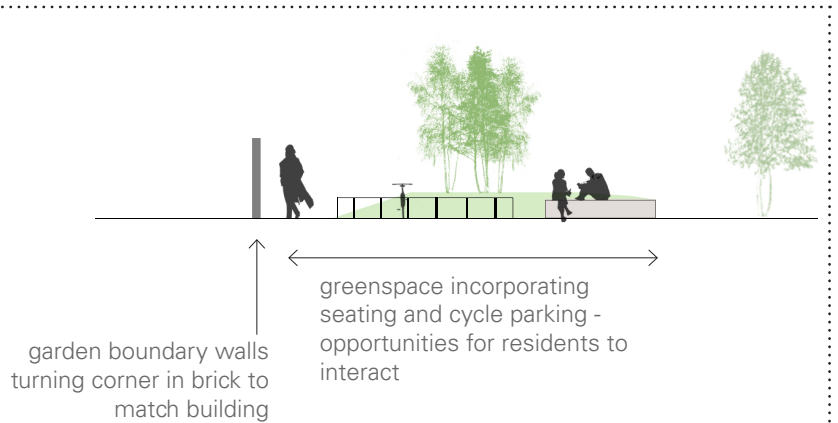 greenspace incorporating
seating and cycle parking -
opportunities for residents to
interact
garden boundary walls
turning corner in brick to
match building